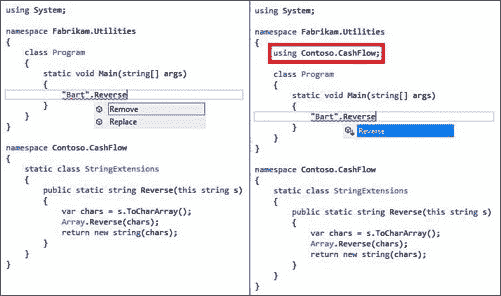 using System;
namespace Fabrikam.Utilities
{
class Program
{
static void Main(string[] args)
{
"Bart".Reverse
Remove
Replace
}
}
}
namespace Contoso.CashFlow
{
static class StringExtensions
{
public static string Reverse(this string s)
{
var chars = s.ToCharArray();
Array.Reverse(chars);
return new string(chars);
}
}
}
using System;
namespace Fabrikam.Utilities
{
using Contoso.CashFlow;
class Program
{
static void Main(string[] args)
{
"Bart".Reverse
Reverse
}
}
}
namespace Contoso.CashFlow
{
static class StringExtensions
{
public static string Reverse(this string s)
{
var chars = s.ToCharArray();
Array.Reverse(chars);
return new string(chars);
}
}
}